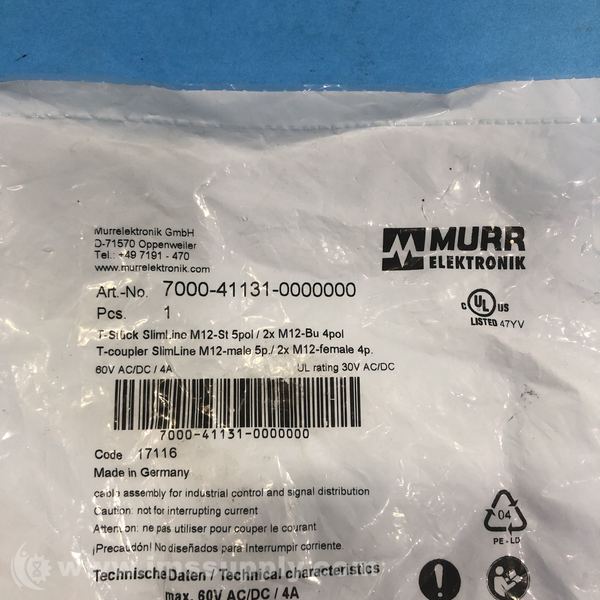 Murrelektronik GmbH
D-71570 Oppenweiler
Tel.: +49 7191 - 470
www.murrelektronik.com
MURR
ELEKTRONIK
Art.-No. 7000-41131-0000000
Pcs. 1
c UL US
LISTED 47YV
T-Stück SlimLine M12-St 5pol / 2x M12-Bu 4pol
T-coupler SlimLine M12-male 5p./ 2x M12-female 4p.
60V AC/DC / 4A UL rating 30V AC/DC
7000-41131-0000000
Code 17116
Made in Germany
cable assembly for industrial control and signal distribution
Caution: not for interrupting current
Attention: ne pas utiliser pour couper le courant
¡Precaución! No diseñados para Interrumpir corriente.
04
PE-LD
Technische Daten / Technical characteristics
max. 60V AC/DC / 4A